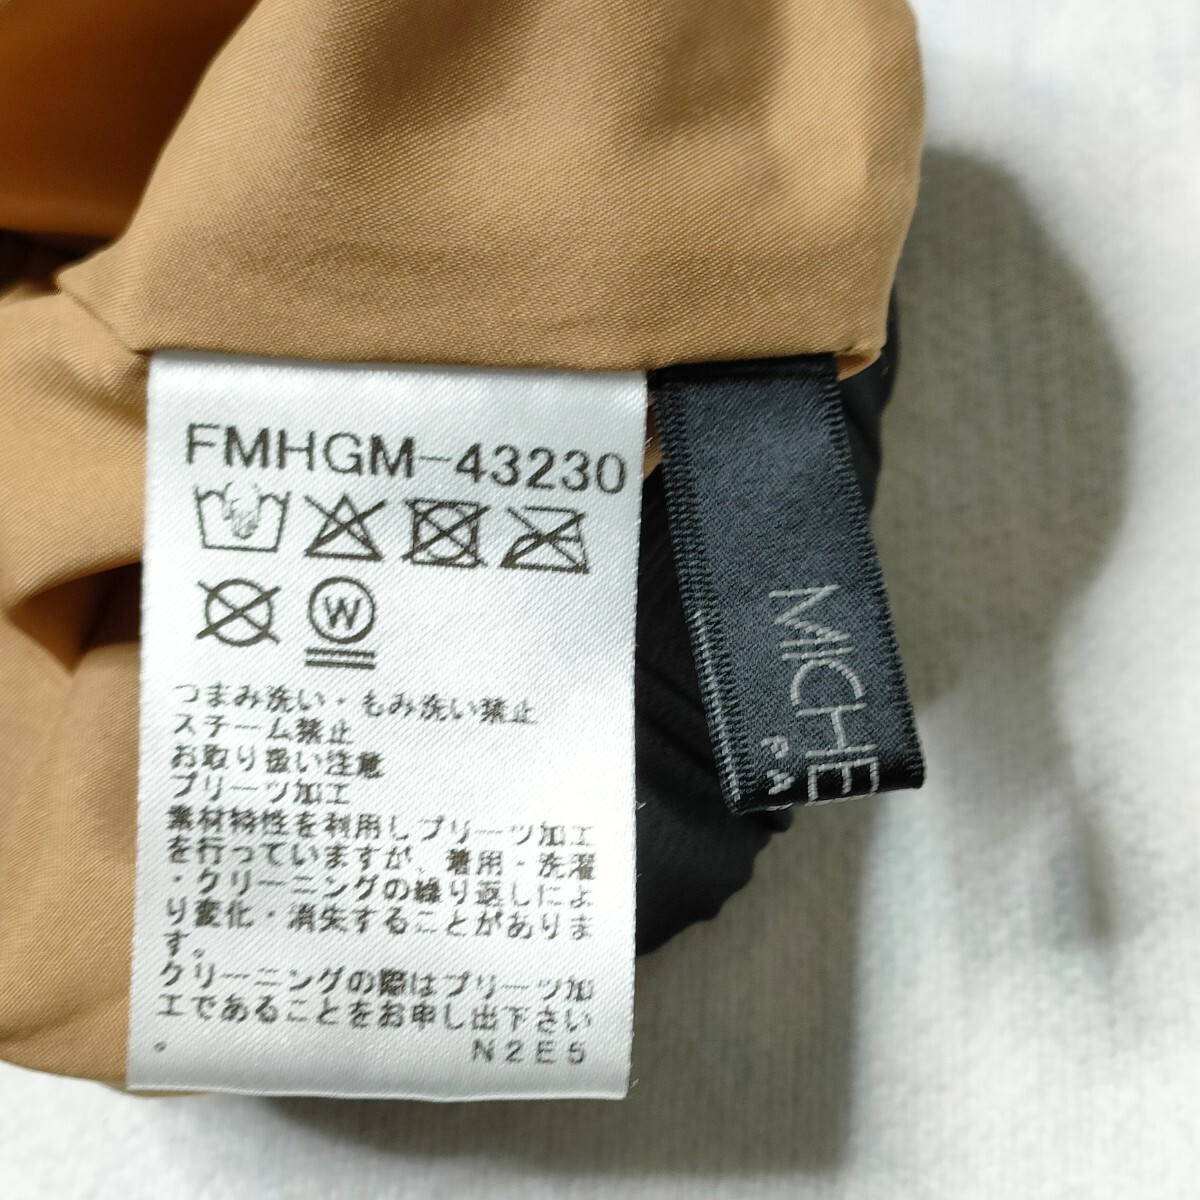 FMHGM-43230
W
つまみ洗い・もみ洗い禁止
スチーム禁止
お取り扱い注意
プリーツ加工
素材特性を利用しプリーツ加工
を行っていますが、着用・洗濯
・クリーニングの繰り返しによ
り変化・消失することがありま
す。
クリーニングの際はプリーツ加
工であることをお申し出下さい
。 N2E5
MICHE